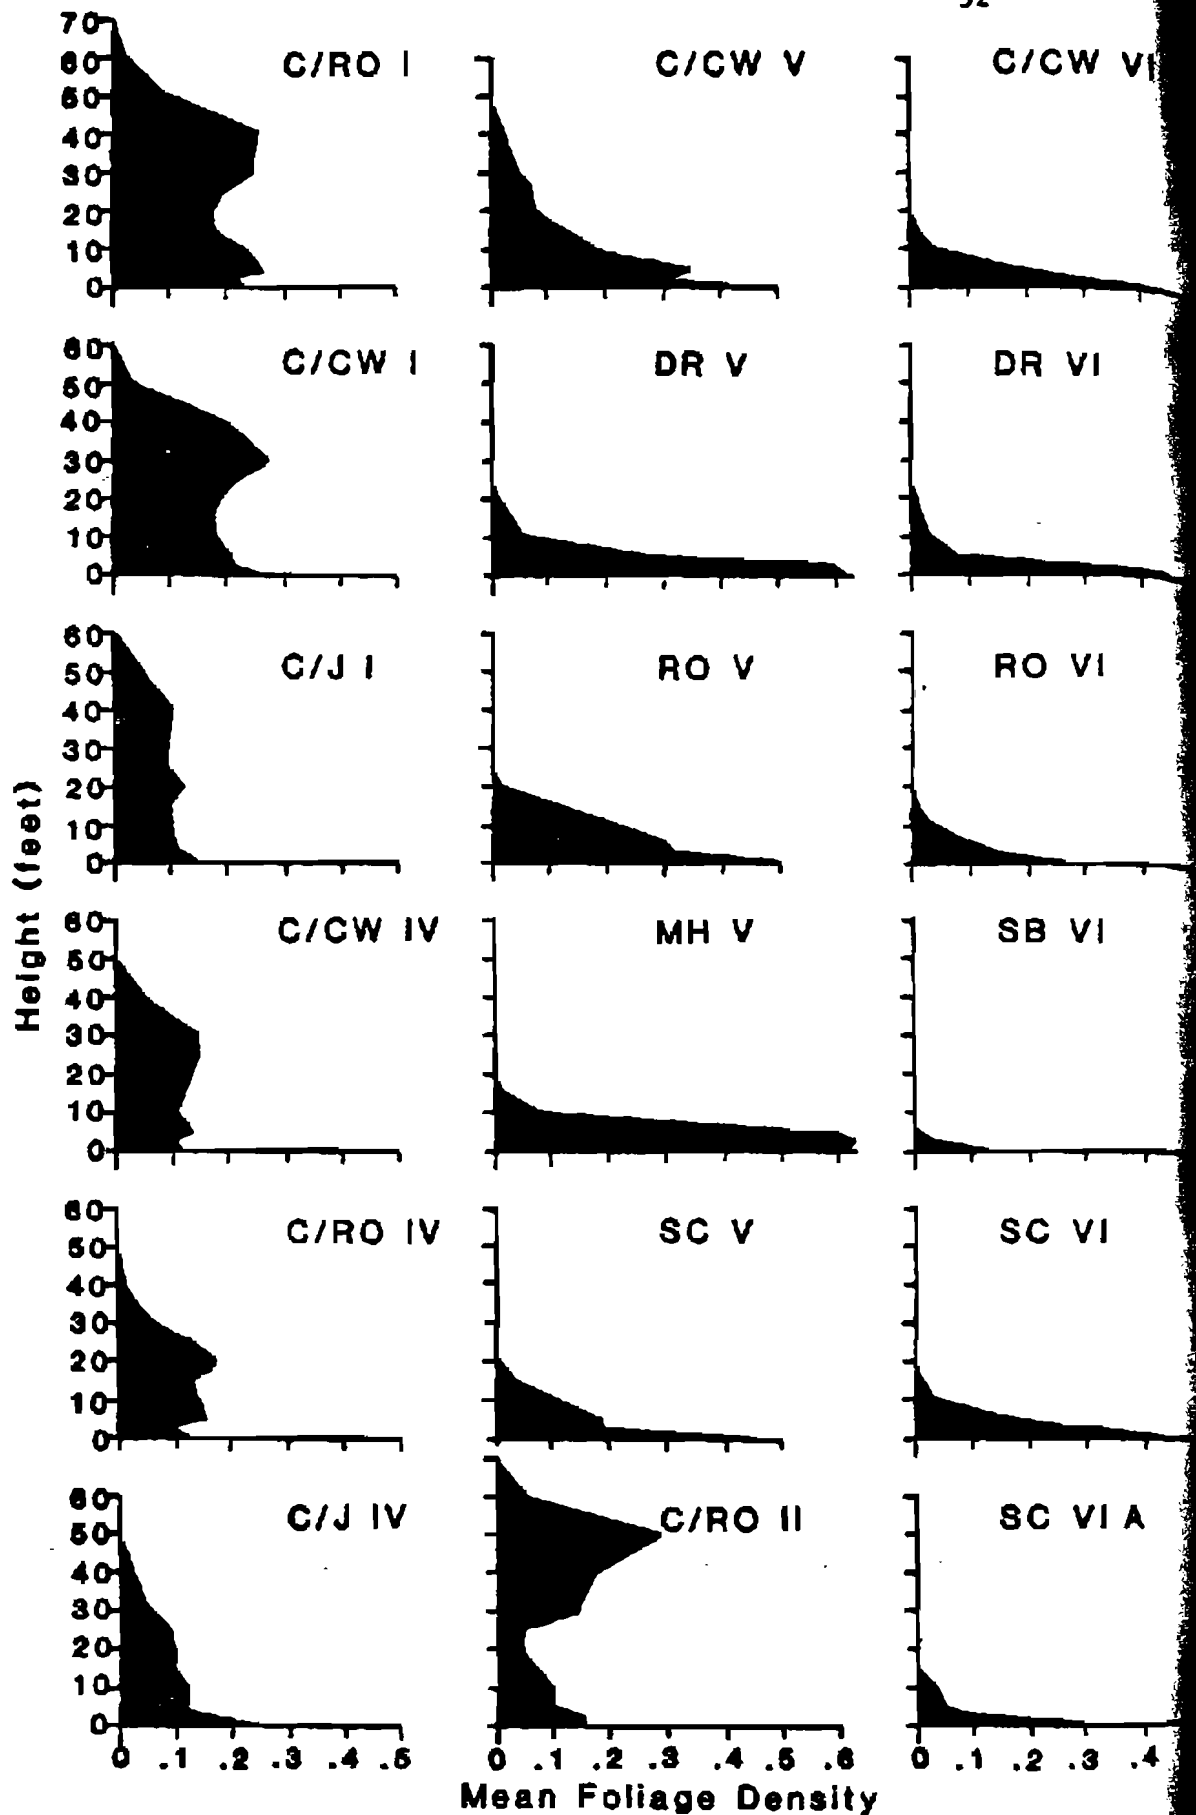 C/RO I
C/CW V
C/CW VI
70
60
50
40
30
20
10
0
C/CW I
DR V
DR VI
60
50
40
30
20
10
0
C/J I
RO V
RO VI
60
50
40
30
20
10
0
Height (feet)
C/CW IV
MH V
SB VI
60
50
40
30
20
10
0
C/RO IV
SC V
SC VI
60
50
40
30
20
10
0
C/J IV
C/RO II
SC VI A
60
50
40
30
20
10
0
0 .1 .2 .3 .4 .5
0 .1 .2 .3 .4 .5 .6
0 .1 .2 .3 .4
Mean Foliage Density